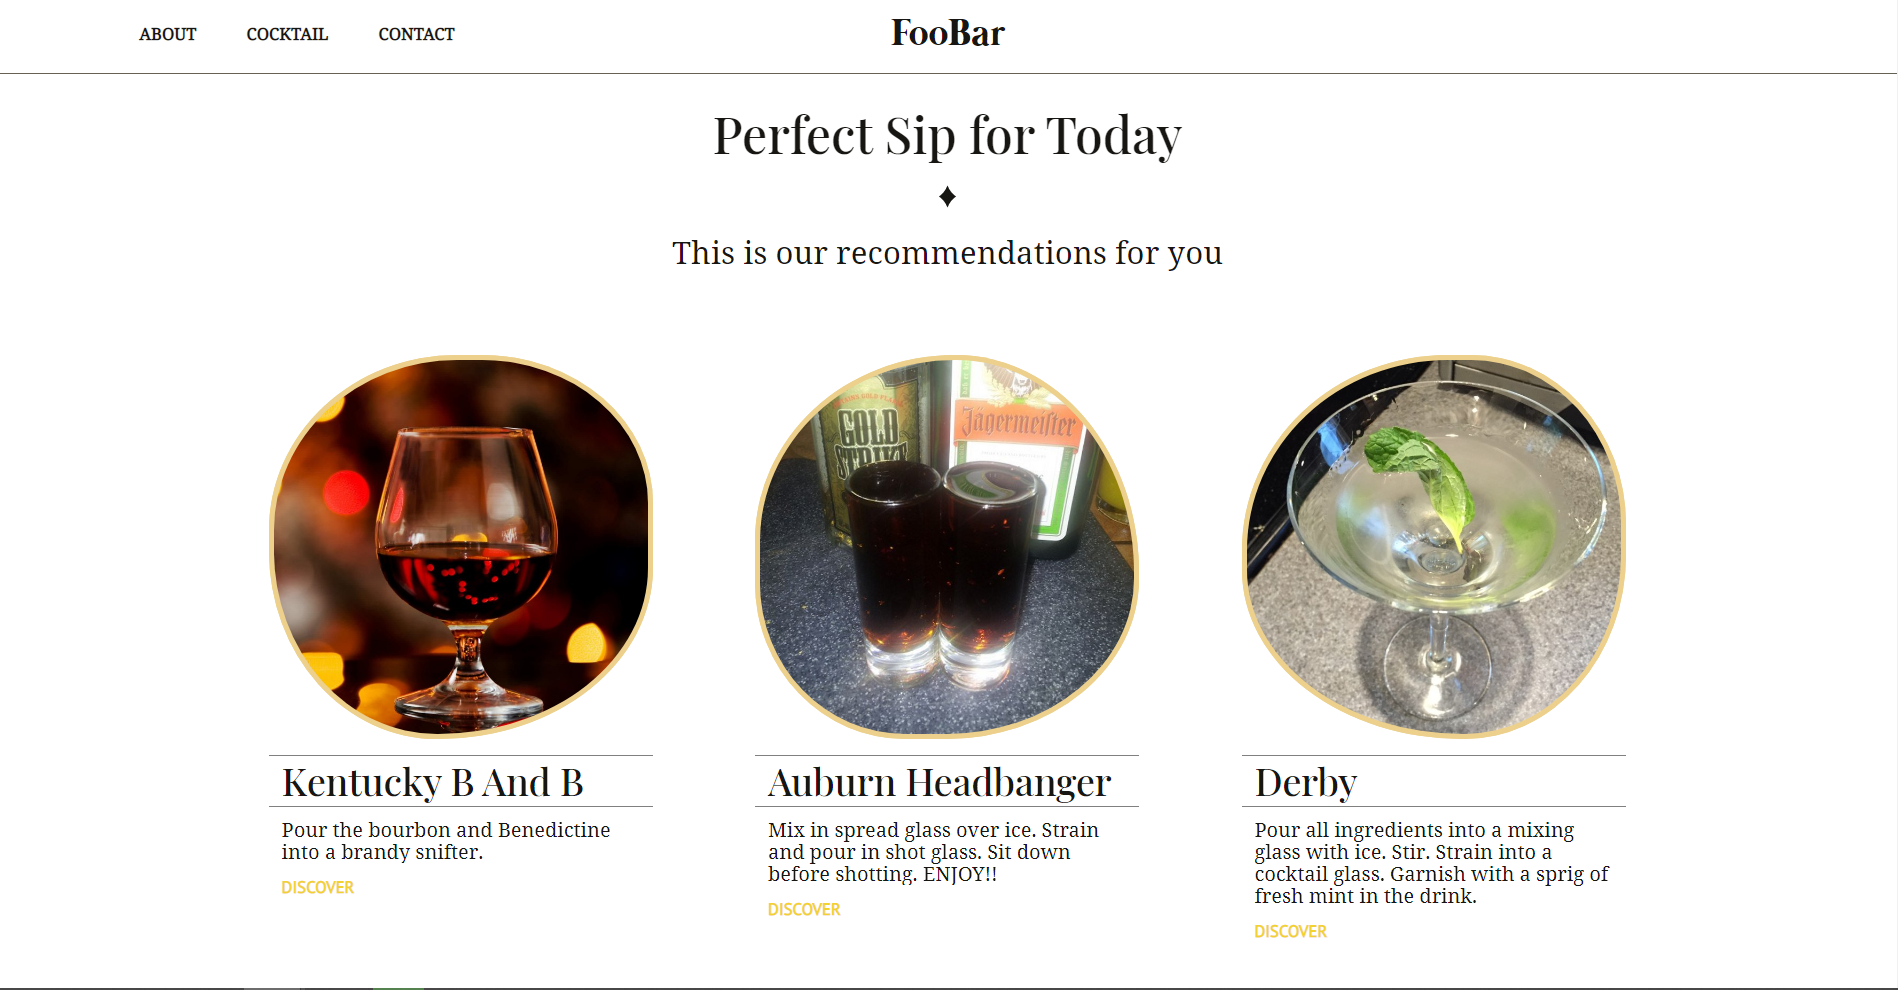 ABOUT COCKTAIL CONTACT FooBar
Perfect Sip for Today
This is our recommendations for you
GOLD
Jägermeister
Kentucky B And B
Pour the bourbon and Benedictine
into a brandy snifter.
DISCOVER
Auburn Headbanger
Mix in spread glass over ice. Strain
and pour in shot glass. Sit down
before shotting. ENJOY!!
DISCOVER
Derby
Pour all ingredients into a mixing
glass with ice. Stir. Strain into a
cocktail glass. Garnish with a sprig of
fresh mint in the drink.
DISCOVER